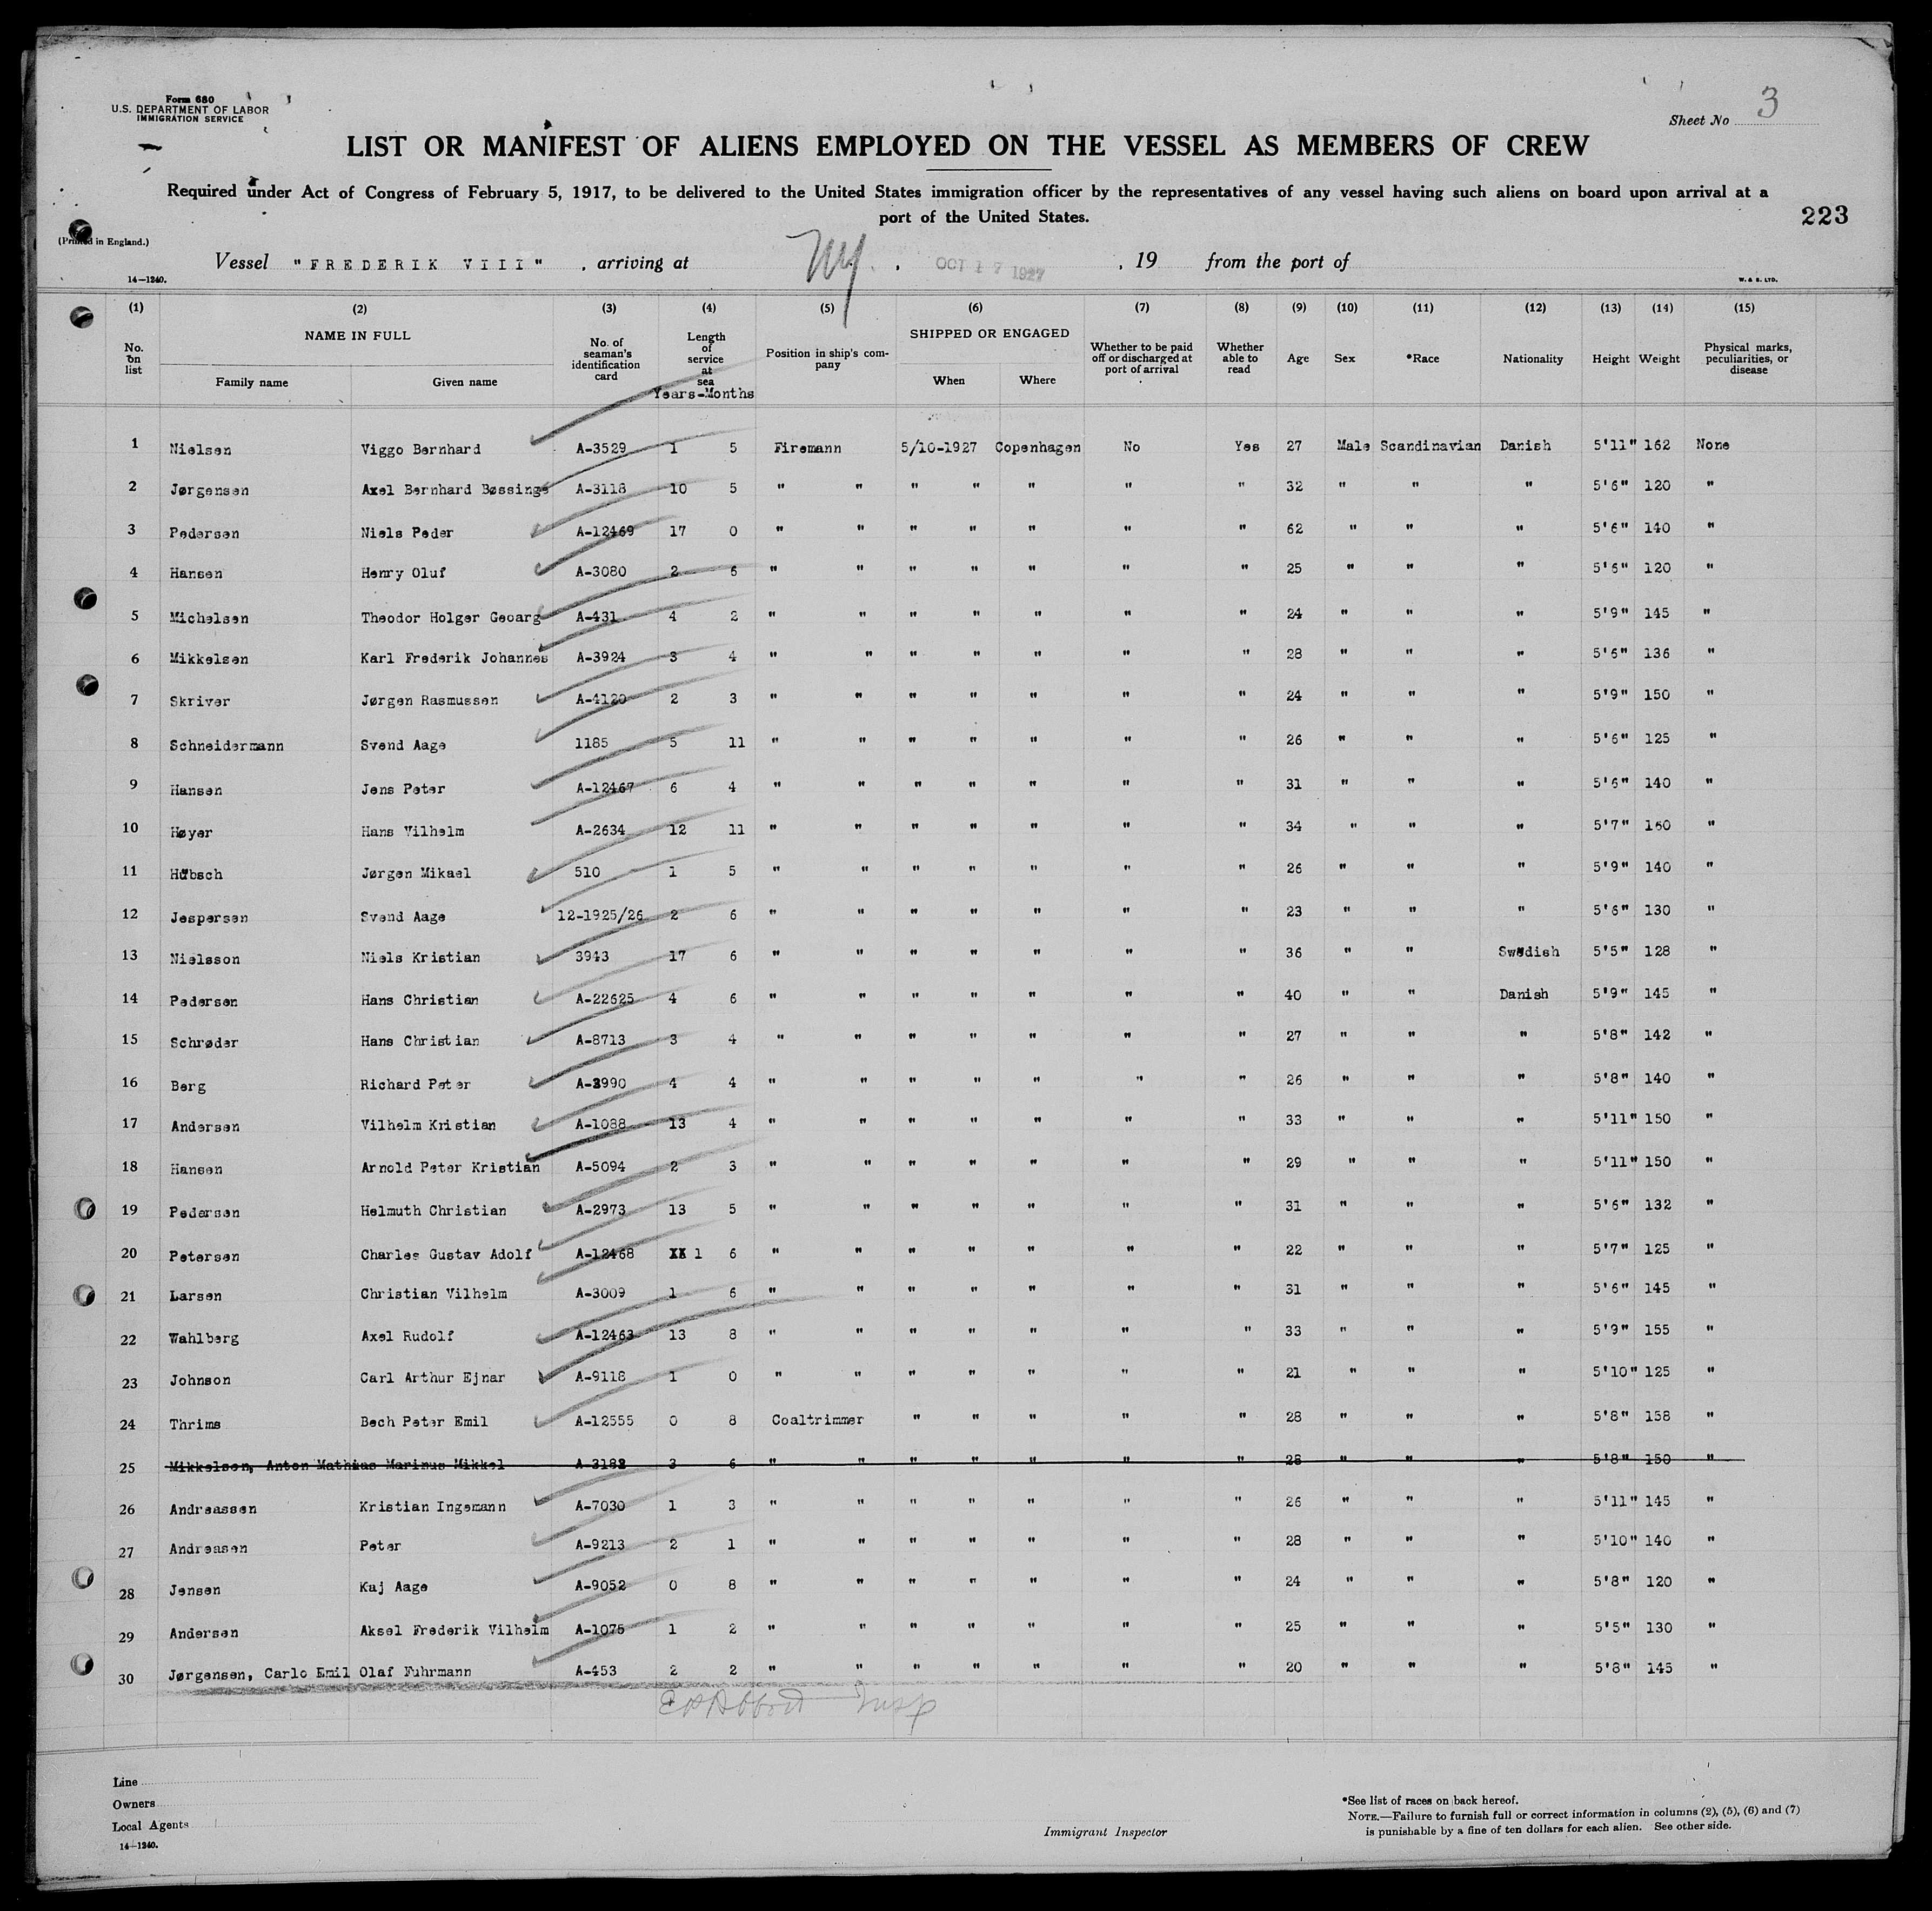 Form 680
U.S. DEPARTMENT OF LABOR
IMMIGRATION SERVICE
Sheet No 3
LIST OR MANIFEST OF ALIENS EMPLOYED ON THE VESSEL AS MEMBERS OF CREW
Required under Act of Congress of February 5, 1917, to be delivered to the United States immigration officer by the representatives of any vessel having such aliens on board upon arrival at a
port of the United States.
223
(Printed in England.)
Vessel "FREDERIK VIII" , arriving at NY. , OCT 17 1927 , 19 from the port of
14—1240.
W. & S. LTD.
(1) (2) (3) (4) (5) (6) (7) (8) (9) (10) (11) (12) (13) (14) (15)
No. on list NAME IN FULL Family name Given name No. of seaman's identification card Length of service at sea Years-Months Position in ship's company SHIPPED OR ENGAGED When Where Whether to be paid off or discharged at port of arrival Whether able to read Age Sex *Race Nationality Height Weight Physical marks, peculiarities, or disease
1 Nielsen Viggo Bernhard A-3529 1 5 Firemann 5/10-1927 Copenhagen No Yes 27 Male Scandinavian Danish 5'11" 162 None
2 Jørgensen Axel Bernhard Bøssinge A-3118 10 5 " " " " " " " 32 " " " 5'6" 120 "
3 Pedersen Niels Peder A-12469 17 0 " " " " " " " 62 " " " 5'6" 140 "
4 Hansen Henry Oluf A-3080 2 6 " " " " " " " 25 " " " 5'6" 120 "
5 Michelsen Theodor Holger Geoarg A-431 4 2 " " " " " " 24 " " " 5'9" 145 "
6 Mikkelsen Karl Frederik Johannes A-3924 3 4 " " " " " " " 28 " " " 5'6" 136 "
7 Skriver Jørgen Rasmussen A-4120 2 3 " " " " " " " 24 " " " 5'9" 150 "
8 Schneidermann Svend Aage 1185 5 11 " " " " " " " 26 " " " 5'6" 125 "
9 Hansen Jens Peter A-12467 6 4 " " " " " " " 31 " " " 5'6" 140 "
10 Høyer Hans Vilhelm A-2634 12 11 " " " " " " " 34 " " " 5'7" 160 "
11 Hübsch Jørgen Mikael 510 1 5 " " " " " " " 26 " " " 5'9" 140 "
12 Jespersen Svend Aage 12-1925/26 2 6 " " " " " " " 23 " " " 5'6" 130 "
13 Nielsson Niels Kristian 3943 17 6 " " " " " " " 36 " " Swedish 5'5" 128 "
14 Pedersen Hans Christian A-22625 4 6 " " " " " " " 40 " " Danish 5'9" 145 "
15 Schrøder Hans Christian A-8713 3 4 " " " " " " " 27 " " " 5'8" 142 "
16 Berg Richard Peter A-3990 4 4 " " " " " " " 26 " " " 5'8" 140 "
17 Andersen Vilhelm Kristian A-1088 13 4 " " " " " " " 33 " " " 5'11" 150 "
18 Hansen Arnold Peter Kristian A-5094 2 3 " " " " " " " 29 " " " 5'11" 150 "
19 Pedersen Helmuth Christian A-2973 13 5 " " " " " " " 31 " " " 5'6" 132 "
20 Petersen Charles Gustav Adolf A-12468 XX 1 6 " " " " " " " 22 " " " 5'7" 125 "
21 Larsen Christian Vilhelm A-3009 1 6 " " " " " " " 31 " " " 5'6" 145 "
22 Wahlberg Axel Rudolf A-12463 13 8 " " " " " " " 33 " " " 5'9" 155 "
23 Johnson Carl Arthur Ejnar A-9118 1 0 " " " " " " " 21 " " " 5'10" 125 "
24 Thrims Bech Peter Emil A-12555 0 8 Coaltrimmer " " " " " 28 " " " 5'8" 158 "
25 Mikkelsen, Anton Mathias Marinus Mikkel A-3182 3 6 " " " " " " " 28 " " " 5'8" 150 "
26 Andreassen Kristian Ingemann A-7030 1 3 " " " " " " " 26 " " " 5'11" 145 "
27 Andreasen Peter A-9213 2 1 " " " " " " " 28 " " " 5'10" 140 "
28 Jensen Kaj Aage A-9052 0 8 " " " " " " " 24 " " " 5'8" 120 "
29 Andersen Aksel Frederik Vilhelm A-1075 1 2 " " " " " " " 25 " " " 5'5" 130 "
30 Jørgensen, Carlo Emil Olaf Fuhrmann A-453 2 2 " " " " " " " 20 " " " 5'8" 145 "
Abbott Insp
Line
Owners
Local Agents
14—1240.
Immigrant Inspector
*See list of races on back hereof.
NOTE.—Failure to furnish full or correct information in columns (2), (5), (6) and (7)
is punishable by a fine of ten dollars for each alien. See other side.